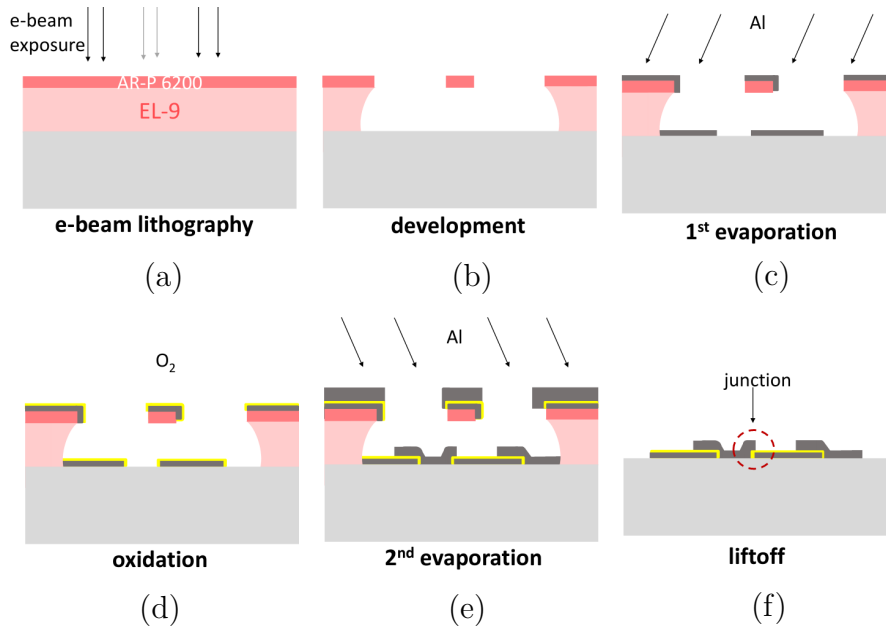 e-beam
exposure
AR-P 6200
EL-9
e-beam lithography
(a)
development
(b)
Al
1st evaporation
(c)
O2
oxidation
(d)
Al
2nd evaporation
(e)
junction
liftoff
(f)